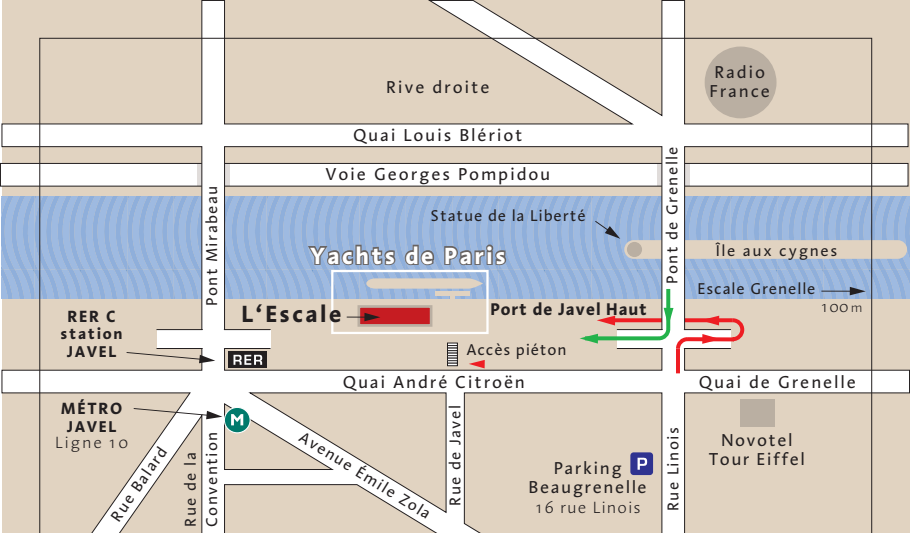 Radio
France
Rive droite
Quai Louis Blériot
Voie Georges Pompidou
Pont Mirabeau
Pont de Grenelle
Statue de la Liberté
Île aux cygnes
Yachts de Paris
Escale Grenelle
100m
L‘Escale
Port de Javel Haut
RER C
station
JAVEL
RER
Accès piéton
Quai André Citroën
Quai de Grenelle
MÉTRO
JAVEL
Ligne 10
M
Rue Balard
Rue de la
Convention
Avenue Émile Zola
Rue de Javel
Parking
Beaugrenelle
16 rue Linois
P
Rue Linois
Novotel
Tour Eiffel